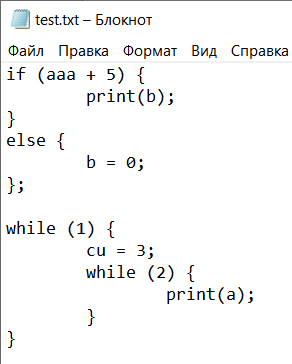 test.txt – Блокнот
Файл Правка Формат Вид Справка
if (aaa + 5) {
        print(b);
}
else {
        b = 0;
};

while (1) {
        cu = 3;
        while (2) {
                print(a);
        }
}